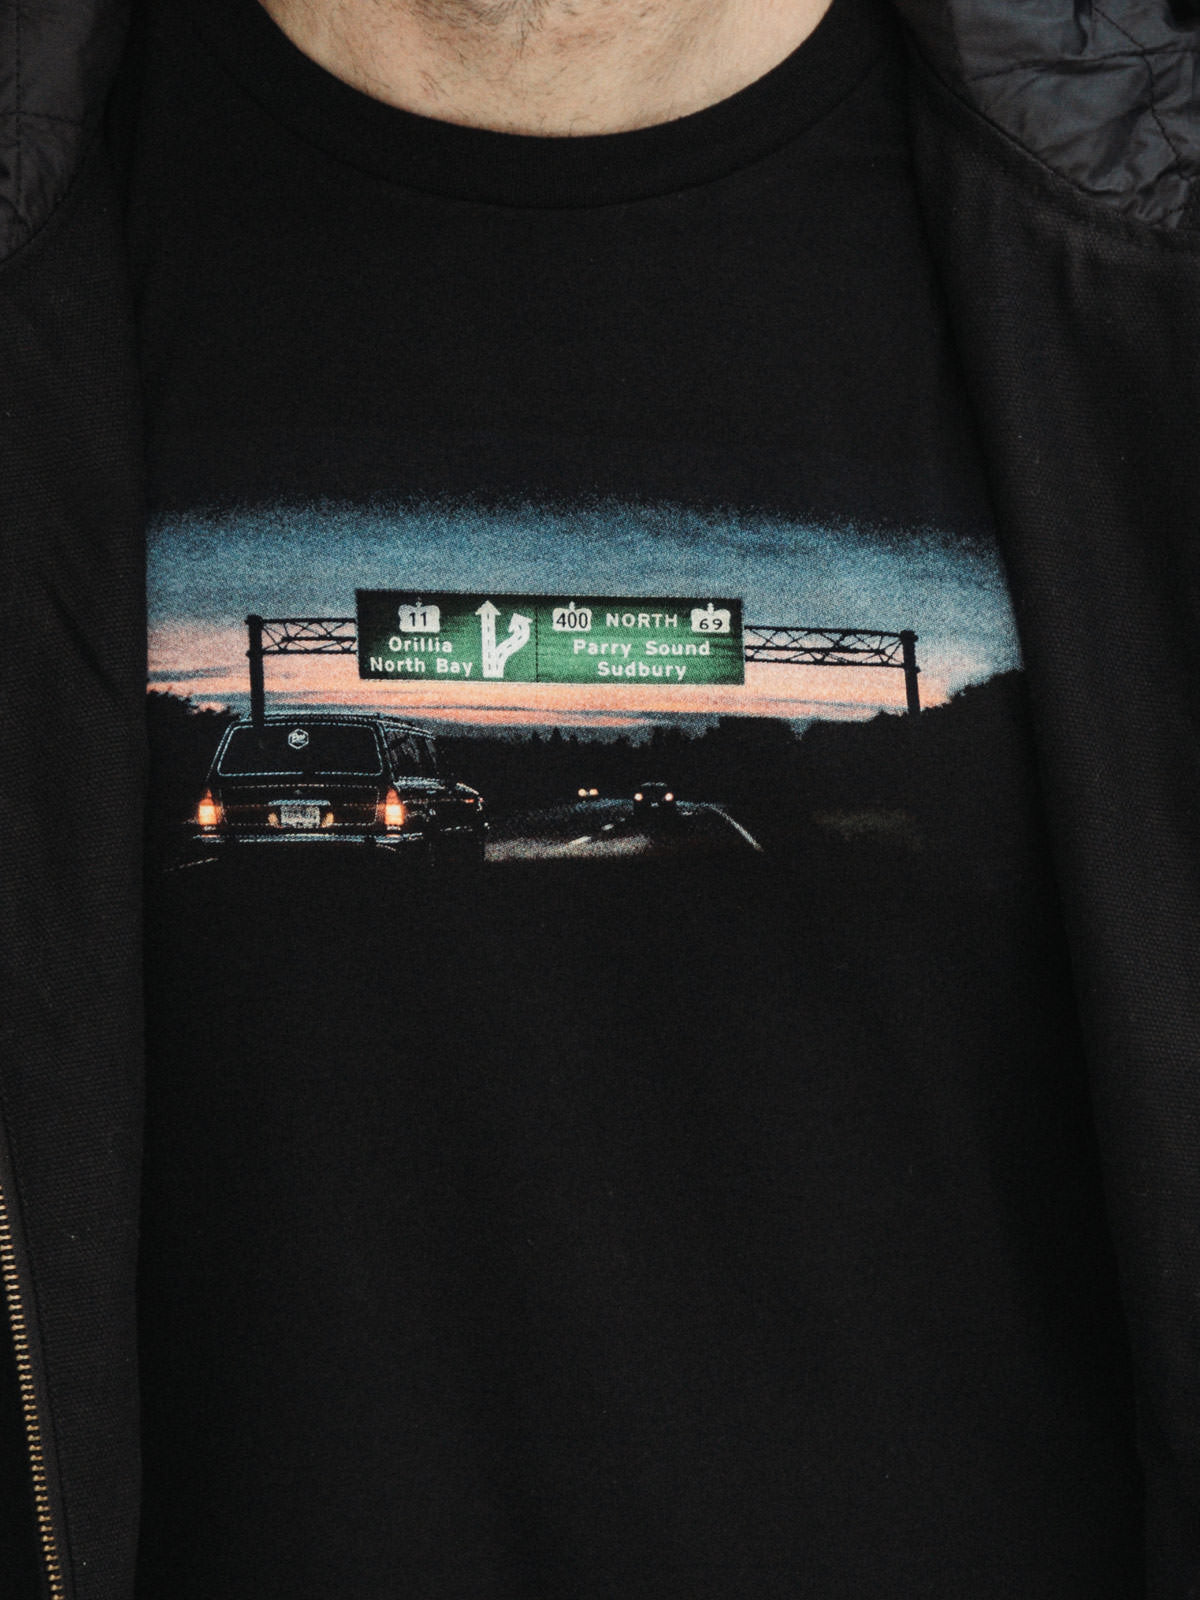 11
Orillia
North Bay
400 NORTH 69
Parry Sound
Sudbury